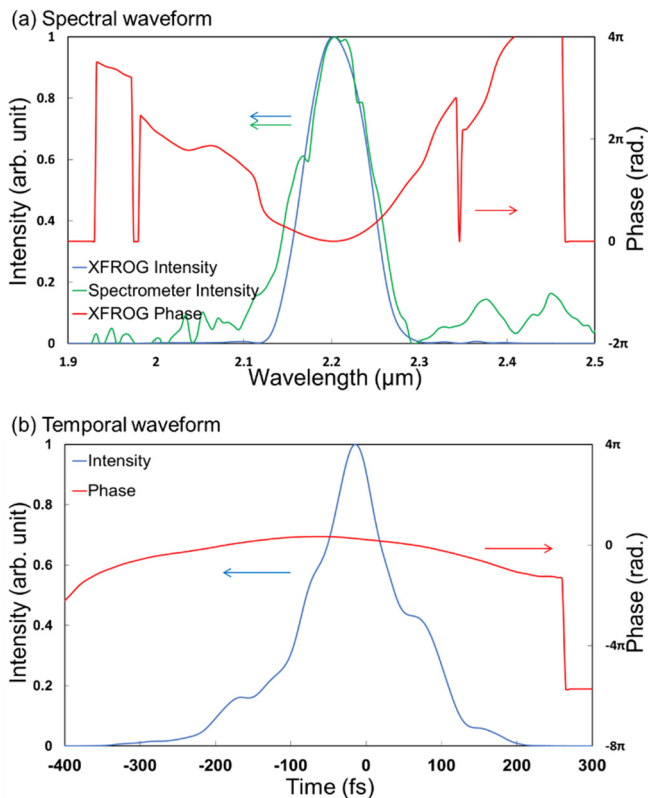 (a) Spectral waveform
Intensity (arb. unit)
1
0.8
0.6
0.4
0.2
0
XFROG Intensity
Spectrometer Intensity
XFROG Phase
4π
2π
0
-2π
Phase (rad.)
1.9
2
2.1
2.2
2.3
2.4
2.5
Wavelength (μm)
(b) Temporal waveform
Intensity (arb. unit)
1
0.8
0.6
0.4
0.2
0
Intensity
Phase
4π
0
-4π
-8π
Phase (rad.)
-400
-300
-200
-100
0
100
200
300
Time (fs)